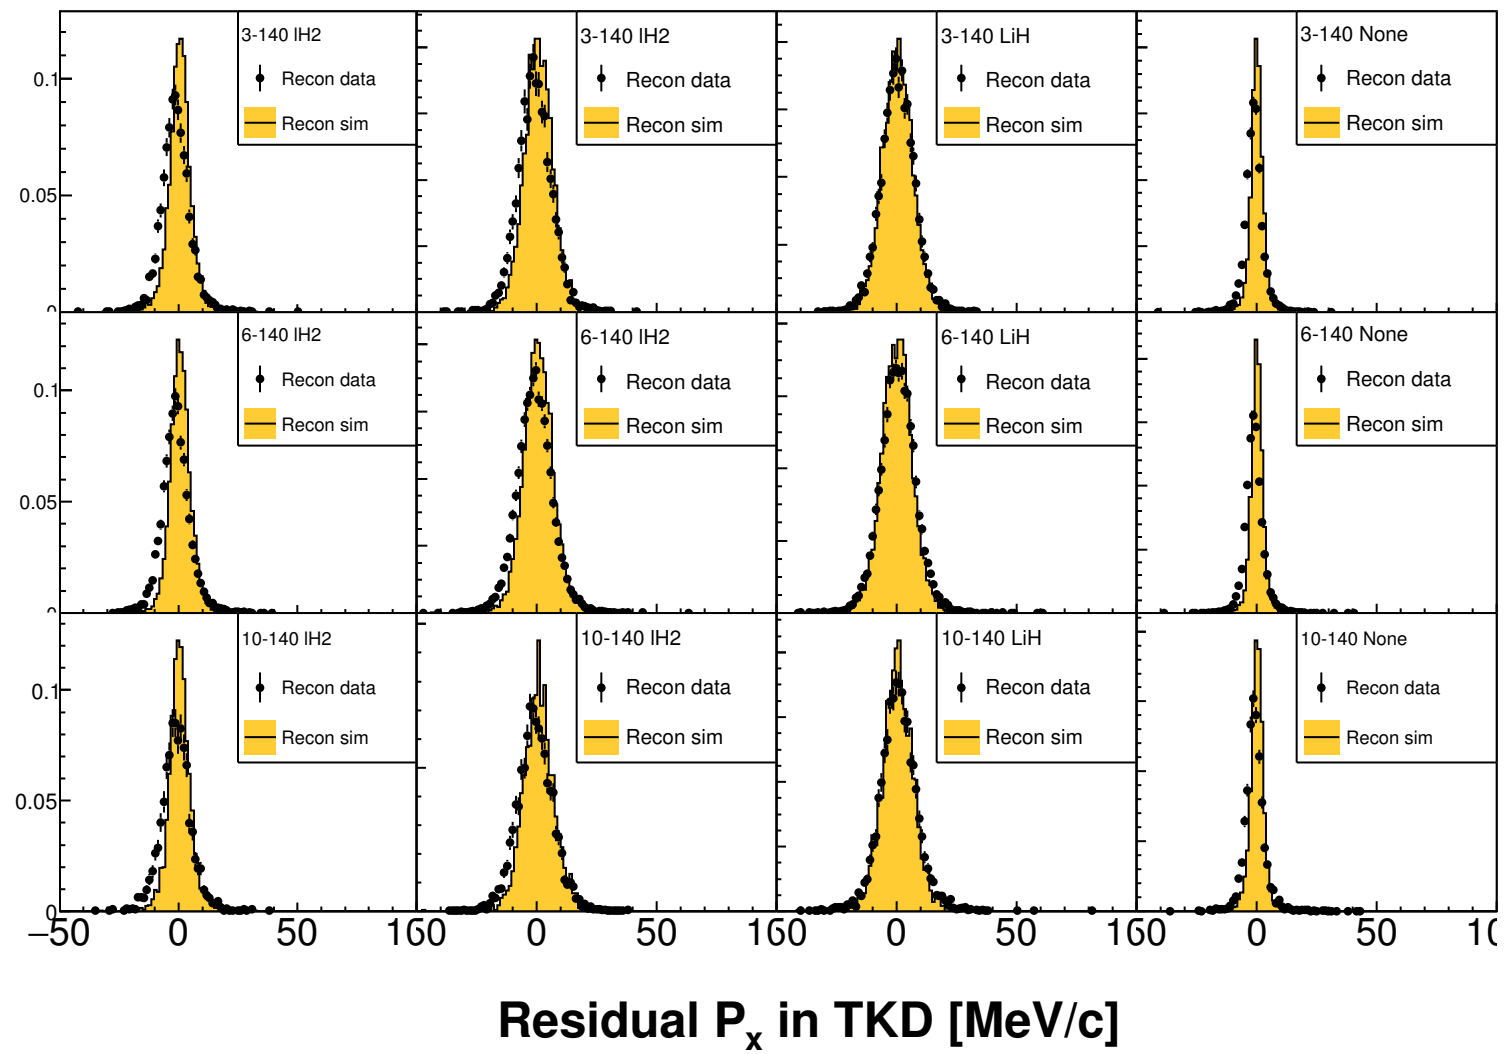 3-140 lH2
Recon data
Recon sim
3-140 lH2
Recon data
Recon sim
3-140 LiH
Recon data
Recon sim
3-140 None
Recon data
Recon sim
0.1
0.05
0
6-140 lH2
Recon data
Recon sim
6-140 lH2
Recon data
Recon sim
6-140 LiH
Recon data
Recon sim
6-140 None
Recon data
Recon sim
0.1
0.05
0
10-140 lH2
Recon data
Recon sim
10-140 lH2
Recon data
Recon sim
10-140 LiH
Recon data
Recon sim
10-140 None
Recon data
Recon sim
0.1
0.05
0
−50 0 50 0 50 0 50 0 50
Residual Px in TKD [MeV/c]